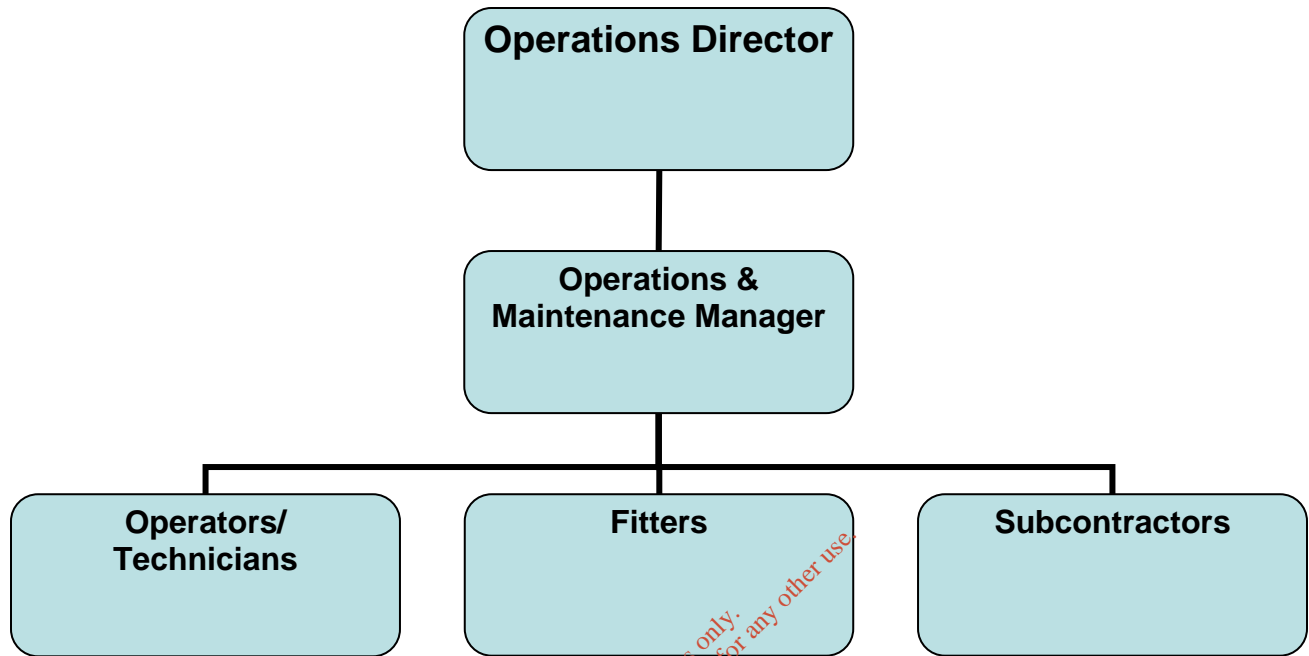 Operations Director
Operations &
Maintenance Manager
Operators/
Technicians
Fitters
Subcontractors
only.
for any other use.